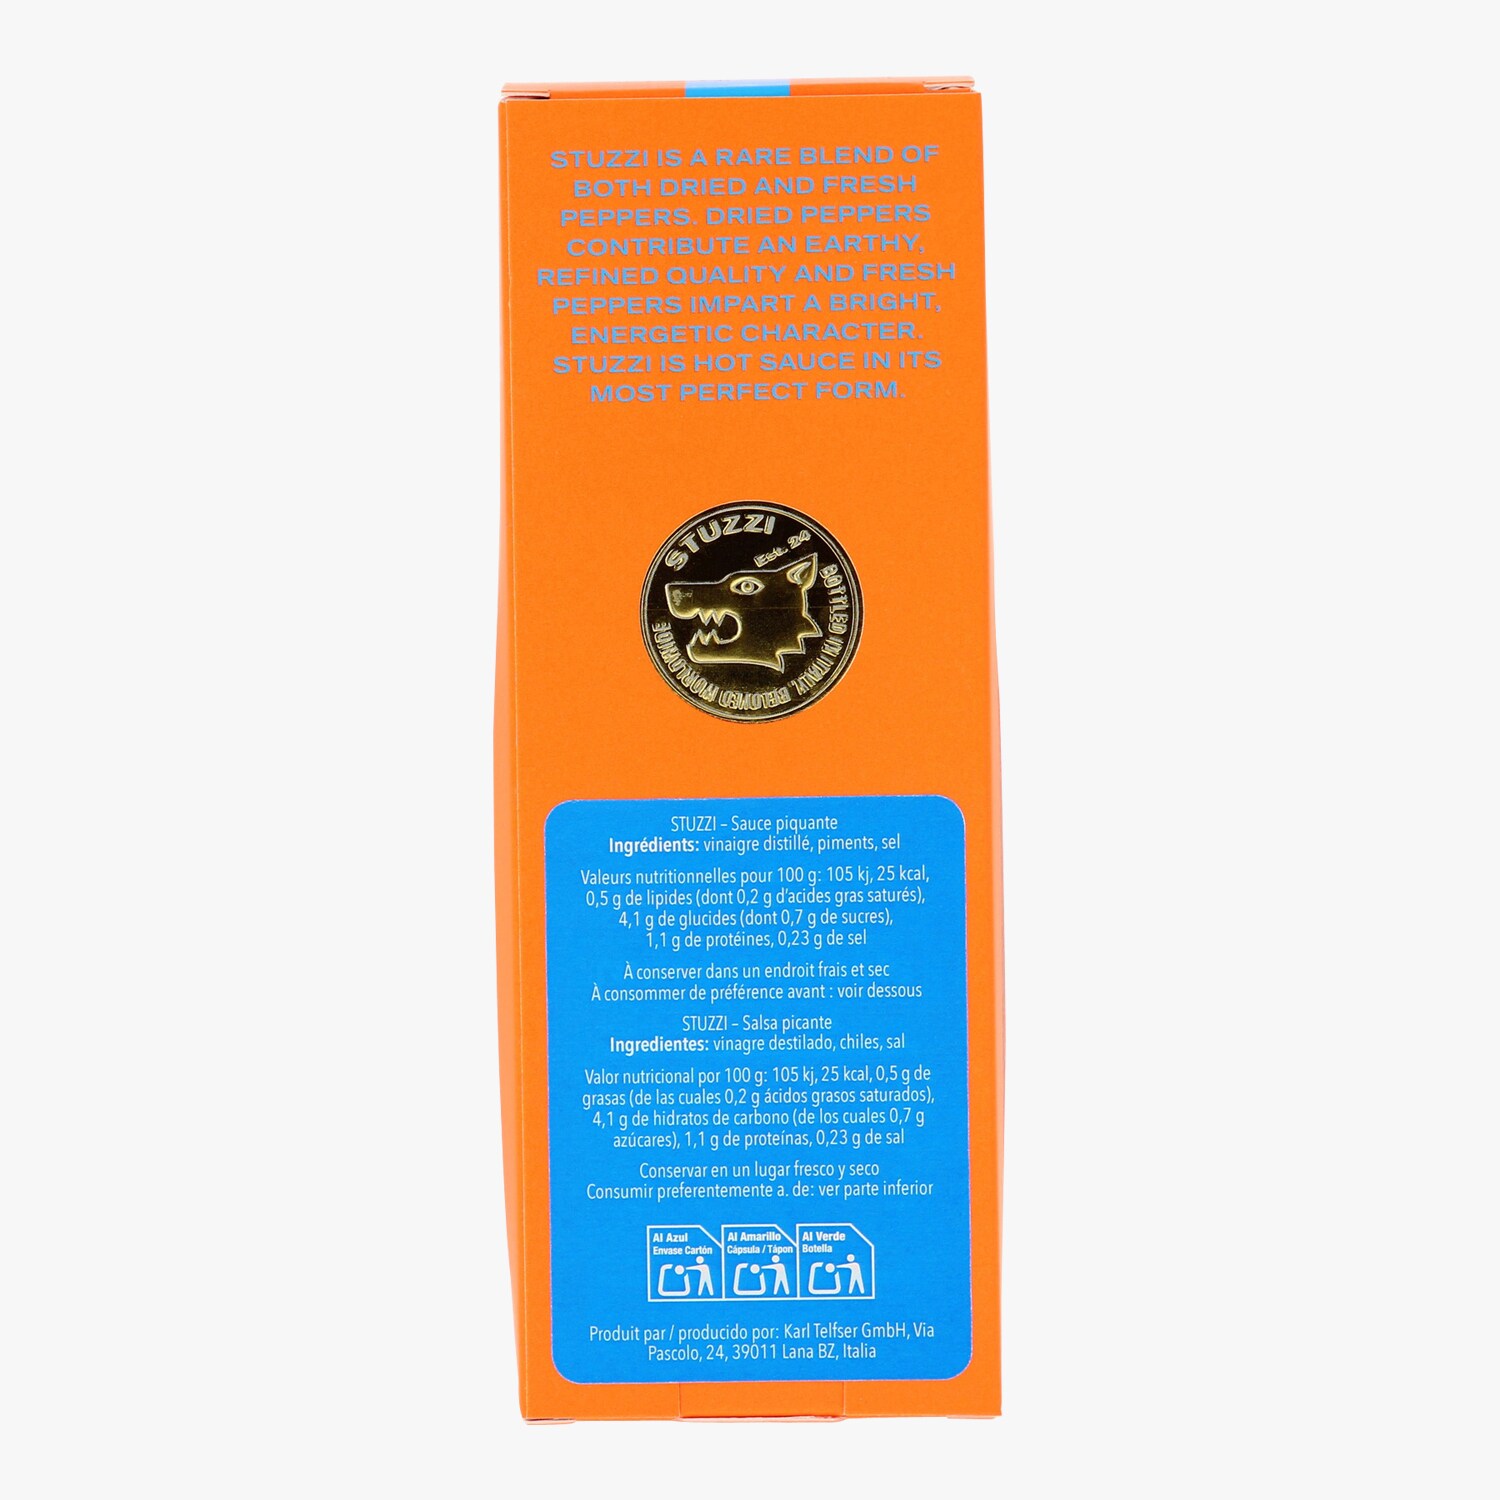 STUZZI IS A RARE BLEND OF
BOTH DRIED AND FRESH
PEPPERS. DRIED PEPPERS
CONTRIBUTE AN EARTHY,
REFINED QUALITY AND FRESH
PEPPERS IMPART A BRIGHT,
ENERGETIC CHARACTER.
STUZZI IS HOT SAUCE IN ITS
MOST PERFECT FORM.
STUZZI
Est. 24
BOTTLED IN ITALY, BELOVED WORLDWIDE
STUZZI – Sauce piquante
Ingrédients: vinaigre distillé, piments, sel
Valeurs nutritionnelles pour 100 g: 105 kj, 25 kcal,
0,5 g de lipides (dont 0,2 g d'acides gras saturés),
4,1 g de glucides (dont 0,7 g de sucres),
1,1 g de protéines, 0,23 g de sel
À conserver dans un endroit frais et sec
À consommer de préférence avant : voir dessous
STUZZI – Salsa picante
Ingredientes: vinagre destilado, chiles, sal
Valor nutricional por 100 g: 105 kj, 25 kcal, 0,5 g de
grasas (de las cuales 0,2 g ácidos grasos saturados),
4,1 g de hidratos de carbono (de los cuales 0,7 g
azúcares), 1,1 g de proteínas, 0,23 g de sal
Conservar en un lugar fresco y seco
Consumir preferentemente a. de: ver parte inferior
Al Azul
Envase Cartón
Al Amarillo
Cápsula / Tápon
Al Verde
Botella
Produit par / producido por: Karl Telfser GmbH, Via
Pascolo, 24, 39011 Lana BZ, Italia